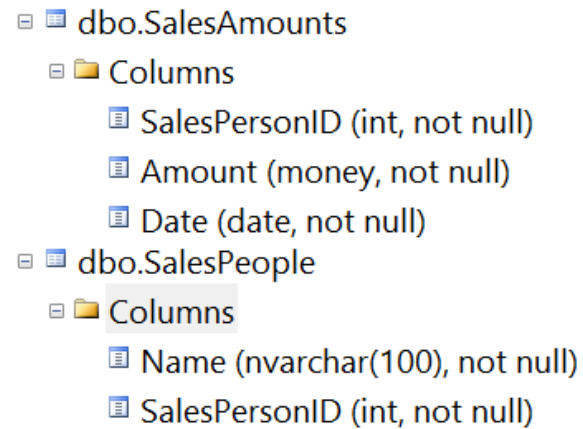 dbo.SalesAmounts
Columns
SalesPersonID (int, not null)
Amount (money, not null)
Date (date, not null)
dbo.SalesPeople
Columns
Name (nvarchar(100), not null)
SalesPersonID (int, not null)